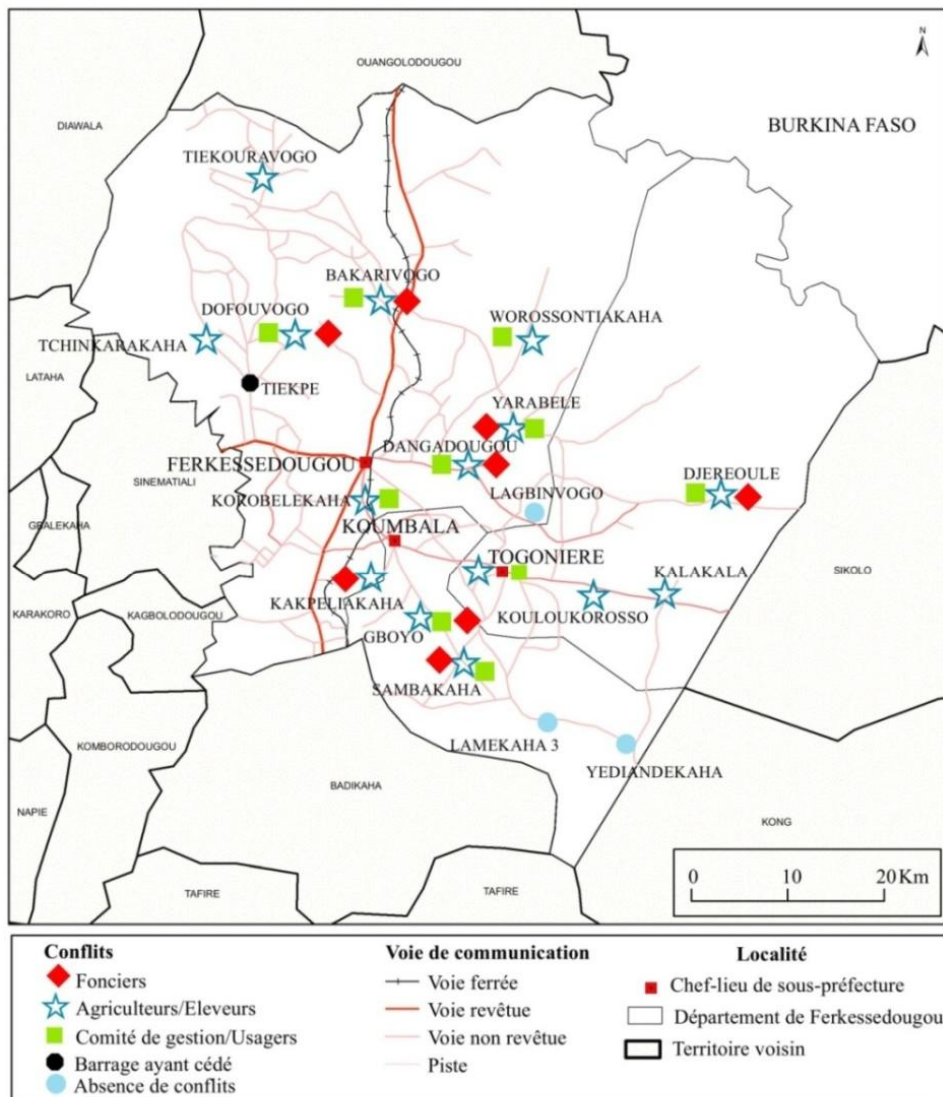 N
OUANGOLODOUGOU
DIAWALA
BURKINA FASO
TIEKOURAVOGO
BAKARIVOGO
DOFOUVOGO
WOROSSONTIAKAHA
TCHINKARAKAHA
LATAHA
TIEKPE
YARABELE
DANGADOUGOU
FERKESSEDOUGOU
DJEREOULE
SINEMATIALI
LAGBINVOGO
KOROBELEKAHA
KOUMBALA
TOGONIERE
SIKOLO
KALAKALA
KAKPELIAKAHA
KOULOUKOROSSO
KARAKORO
KAGBOLODOUGOU
GBOYO
SAMBAKAHA
LAMEKAHA 3
KOMBORODOUGOU
YEDIANDEKAHA
BADIKAHA
NAPIE
KONG
0 10 20 Km
TAFIRE
TAFIRE
Conflits
Fonciers
Agriculteurs/Eleveurs
Comité de gestion/Usagers
Barrage ayant cédé
Absence de conflits
Voie de communication
Voie ferrée
Voie revêtue
Voie non revêtue
Piste
Localité
Chef-lieu de sous-préfecture
Département de Ferkessedougou
Territoire voisin